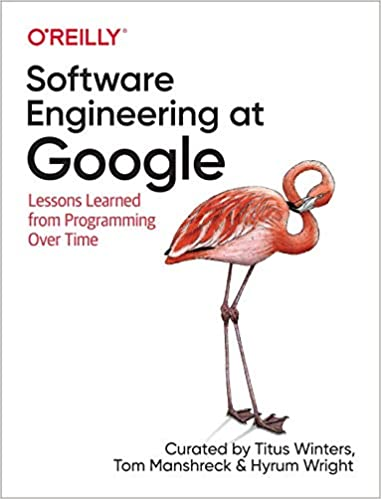 O'REILLY®
Software
Engineering at
Google
Lessons Learned
from Programming
Over Time
Curated by Titus Winters,
Tom Manshreck & Hyrum Wright